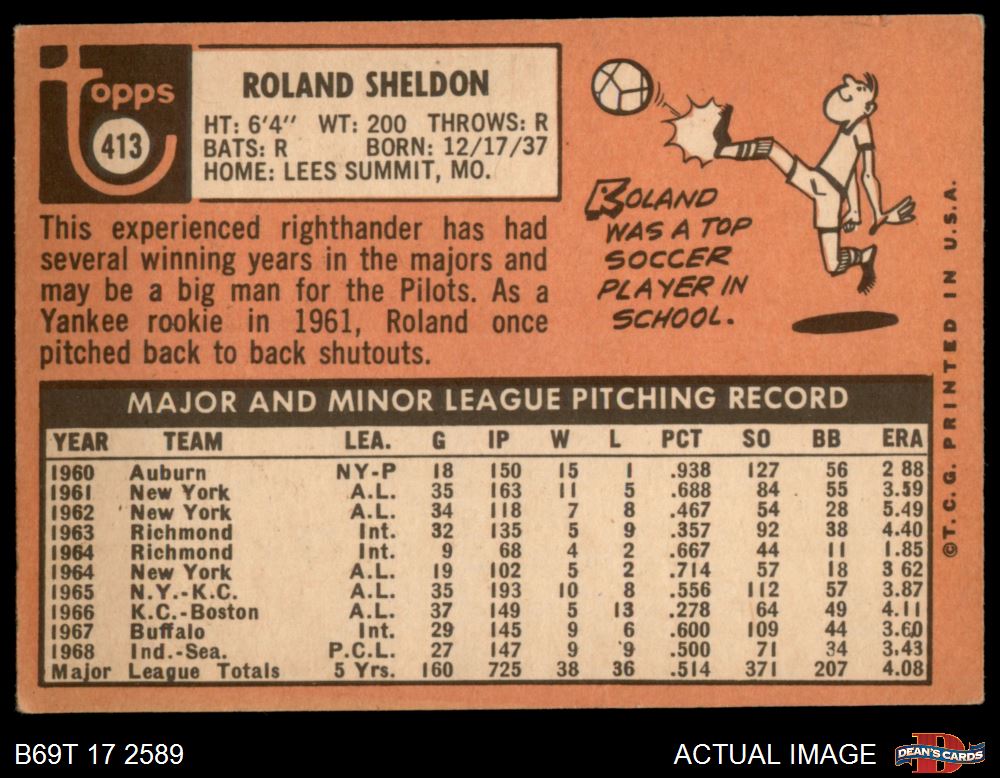 Topps
413
ROLAND SHELDON
HT: 6'4" WT: 200 THROWS: R
BATS: R BORN: 12/17/37
HOME: LEES SUMMIT, MO.
This experienced righthander has had
several winning years in the majors and
may be a big man for the Pilots. As a
Yankee rookie in 1961, Roland once
pitched back to back shutouts.
ROLAND
WAS A TOP
SOCCER
PLAYER IN
SCHOOL.
MAJOR AND MINOR LEAGUE PITCHING RECORD
YEAR TEAM LEA. G IP W L PCT SO BB ERA
1960 Auburn NY-P 18 150 15 1 .938 127 56 2 88
1961 New York A.L. 35 163 11 5 .688 84 55 3.59
1962 New York A.L. 34 118 7 8 .467 54 28 5.49
1963 Richmond Int. 32 135 5 9 .357 92 38 4.40
1964 Richmond Int. 9 68 4 2 .667 44 11 1.85
1964 New York A.L. 19 102 5 2 .714 57 18 3 62
1965 N.Y.-K.C. A.L. 35 193 10 8 .556 112 57 3.87
1966 K.C.-Boston A.L. 37 149 5 13 .278 64 49 4.11
1967 Buffalo Int. 29 145 9 6 .600 109 44 3.60
1968 Ind.-Sea. P.C.L. 27 147 9 9 .500 71 34 3.43
Major League Totals 5 Yrs. 160 725 38 36 .514 371 207 4.08
©T.C.G. PRINTED IN U.S.A.
B69T 17 2589
ACTUAL IMAGE
DEAN'S CARDS